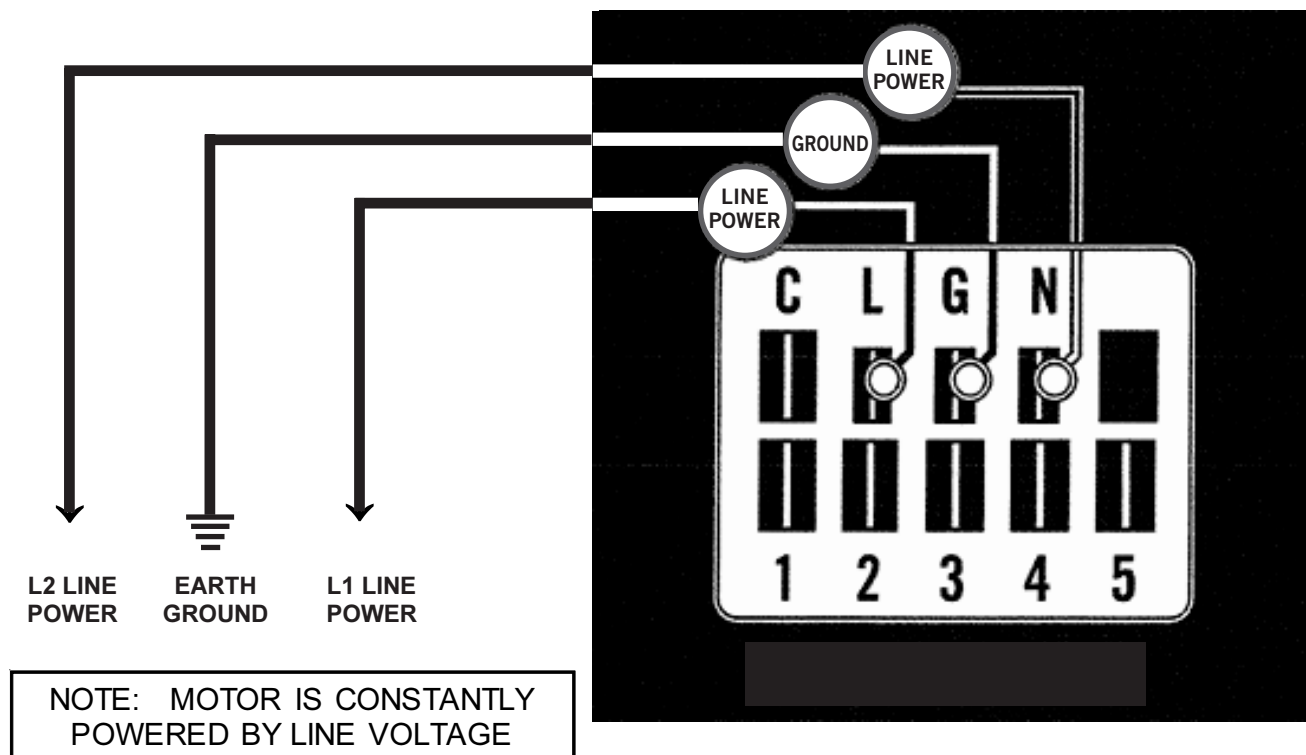 LINE
POWER
GROUND
LINE
POWER
C L G N
1 2 3 4 5
L2 LINE
POWER
EARTH
GROUND
L1 LINE
POWER
NOTE: MOTOR IS CONSTANTLY
POWERED BY LINE VOLTAGE